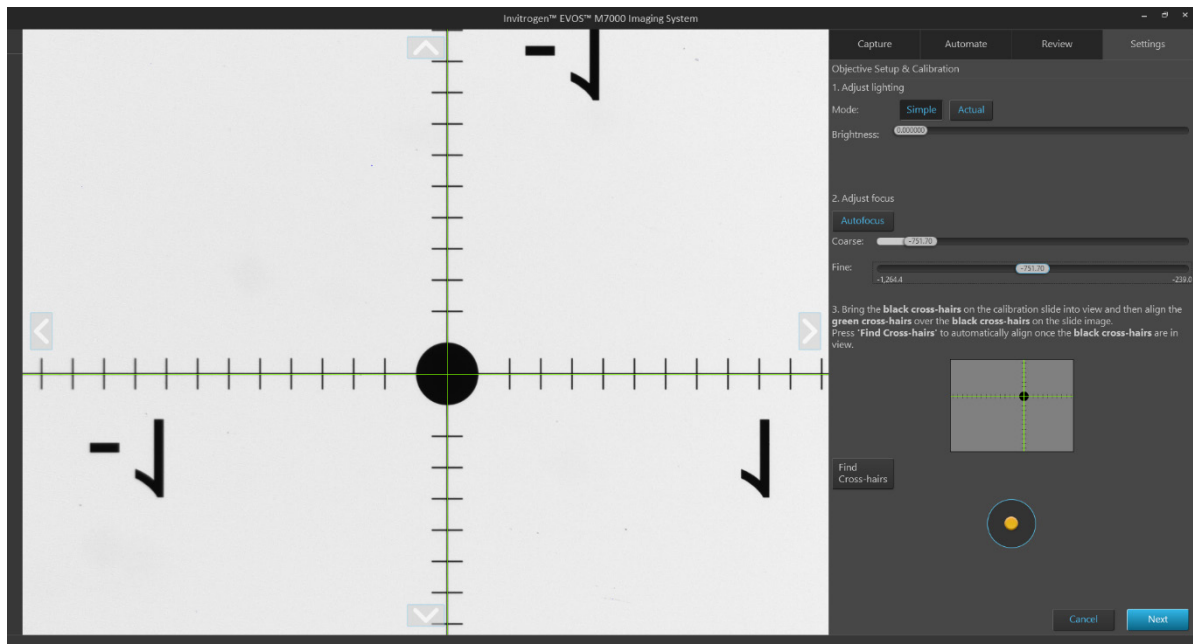 Invitrogen™ EVOS™ M7000 Imaging System
Capture Automate Review Settings
Objective Setup & Calibration
1. Adjust lighting
Mode: Simple Actual
Brightness: 0.000000
2. Adjust focus
Autofocus
Coarse: -751.70
Fine: -751.70
-1,264.4 -239.0
3. Bring the black cross-hairs on the calibration slide into view and then align the
green cross-hairs over the black cross-hairs on the slide image.
Press 'Find Cross-hairs' to automatically align once the black cross-hairs are in
view.
Find
Cross-hairs
Cancel Next
-1
-1 1